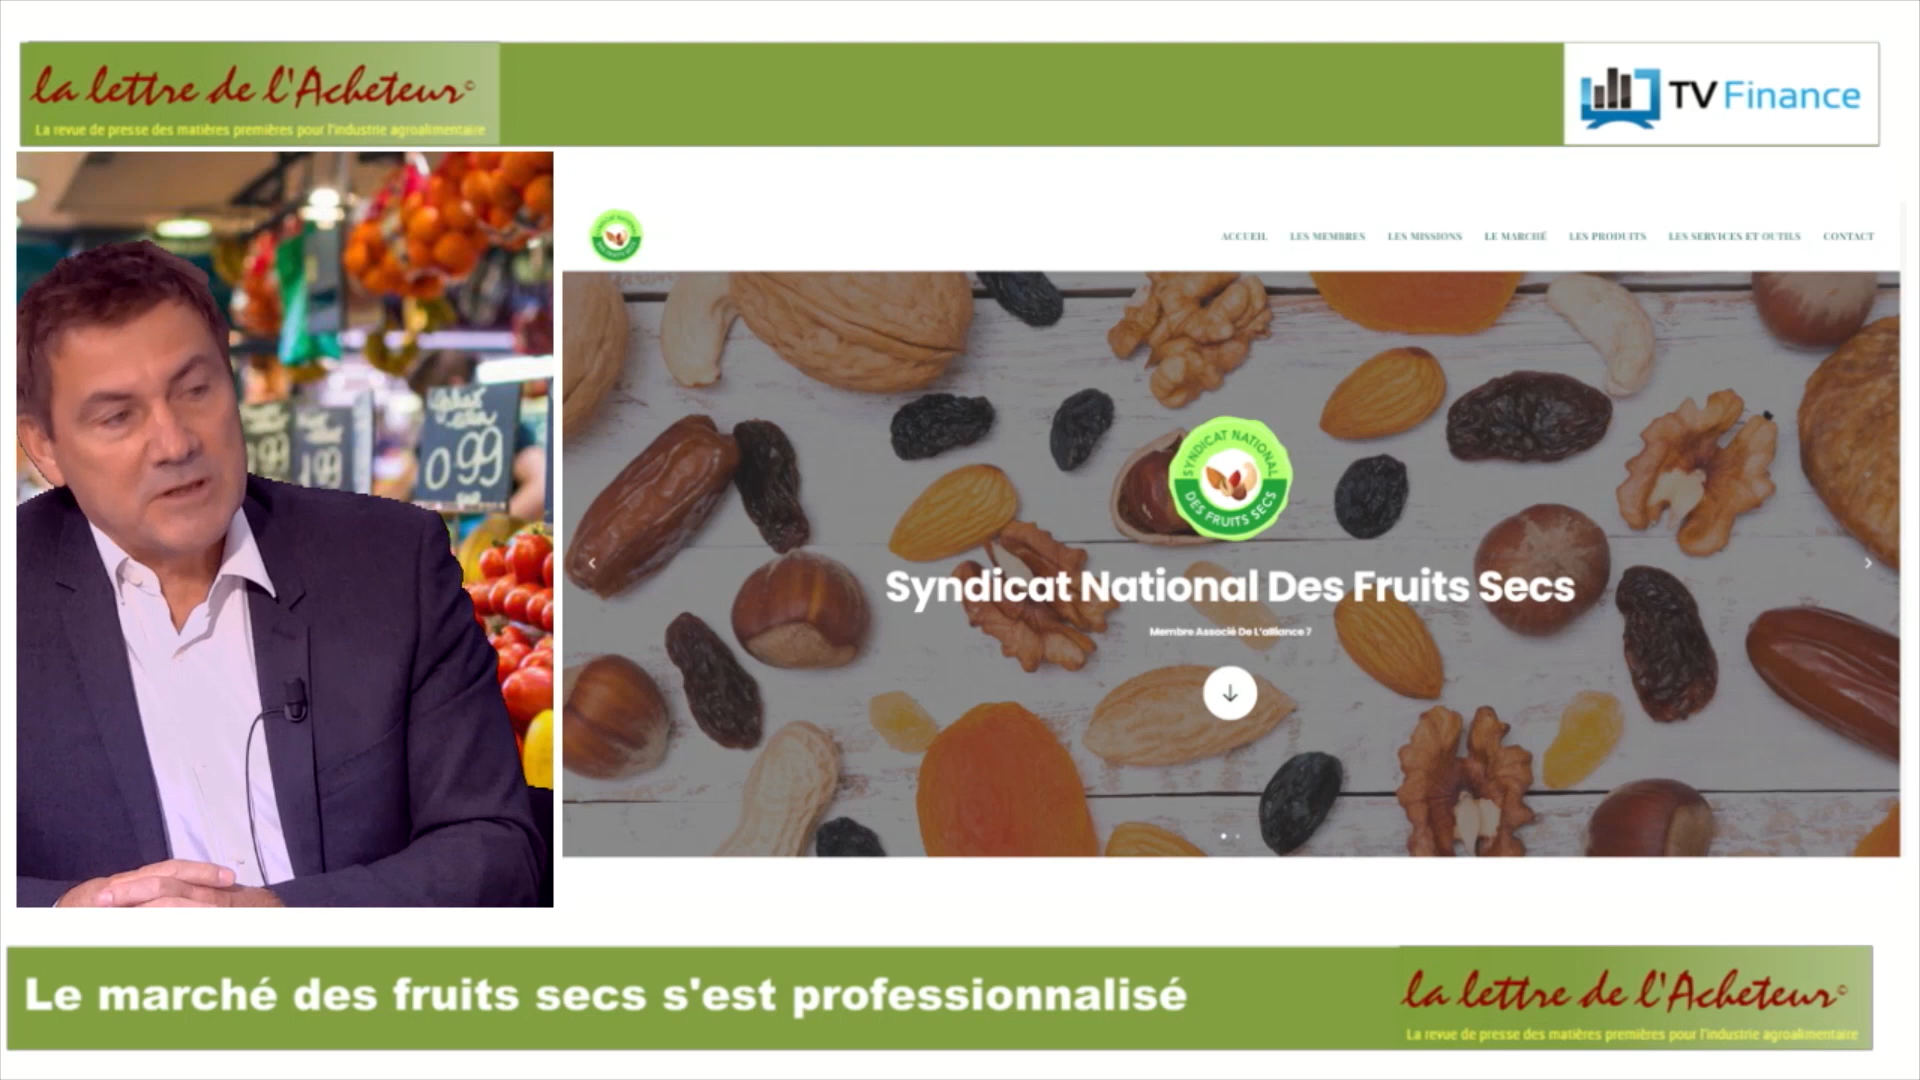 la lettre de l'Acheteur©
La revue de presse des matières premières pour l'industrie agroalimentaire
TV Finance
0,99
ACCUEIL LES MEMBRES LES MISSIONS LE MARCHÉ LES PRODUITS LES SERVICES ET OUTILS CONTACT
SYNDICAT NATIONAL
DES FRUITS SECS
Syndicat National Des Fruits Secs
Membre Associé De L'alliance 7
Le marché des fruits secs s'est professionnalisé
la lettre de l'Acheteur©
La revue de presse des matières premières pour l'industrie agroalimentaire